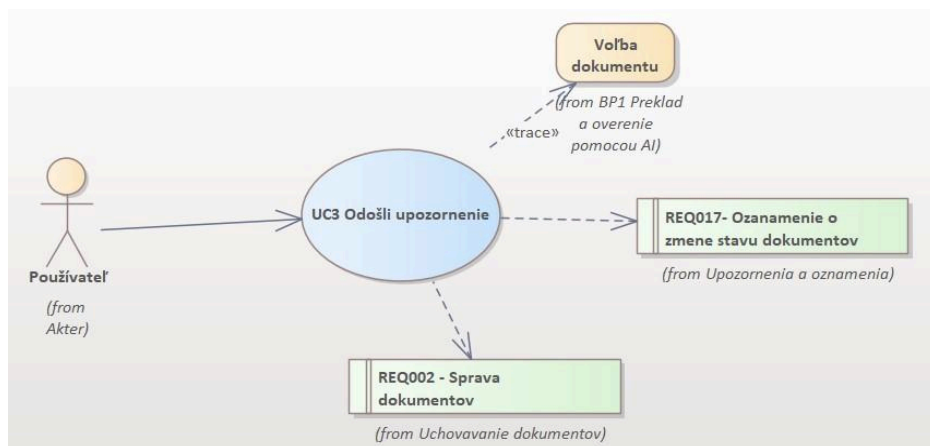 Voľba
dokumentu
(from BP1 Preklad
a overenie
pomocou AI)
«trace»
UC3 Odošli upozornenie
REQ017- Ozanamenie o
zmene stavu dokumentov
(from Upozornenia a oznamenia)
Používateľ
(from
Akter)
REQ002 - Sprava
dokumentov
(from Uchovavanie dokumentov)